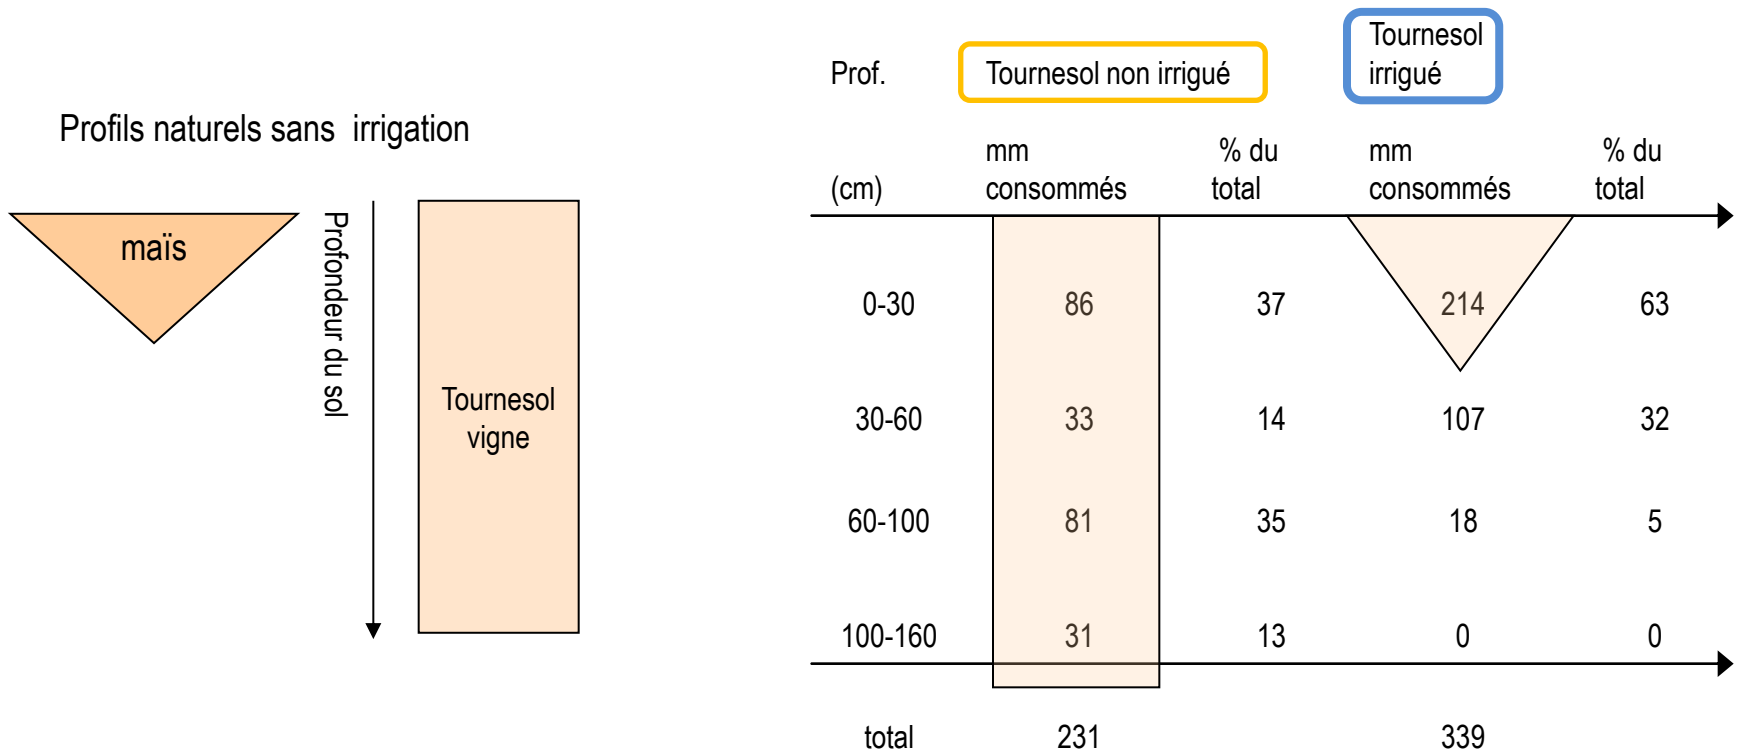 Profils naturels sans irrigation
maïs
Profondeur du sol
Tournesol
vigne
Prof. Tournesol non irrigué Tournesol
irrigué
mm % du mm % du
(cm) consommés total consommés total
0-30 86 37 214 63
30-60 33 14 107 32
60-100 81 35 18 5
100-160 31 13 0 0
total 231 339